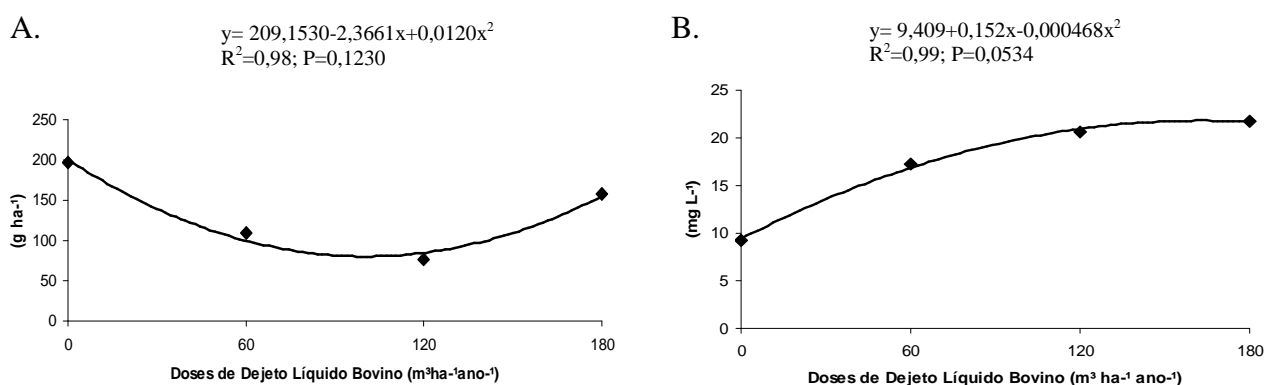 A.
y= 209,1530-2,3661x+0,0120x²
R²=0,98; P=0,1230
250
200
150
100
50
0
(g ha-¹)
0 60 120 180
Doses de Dejeto Líquido Bovino (m³ha-¹ano-¹)
B.
y= 9,409+0,152x-0,000468x²
R²=0,99; P=0,0534
25
20
15
10
5
0
(mg L-¹)
0 60 120 180
Doses de Dejeto Líquido Bovino (m³ ha-¹ ano-¹)